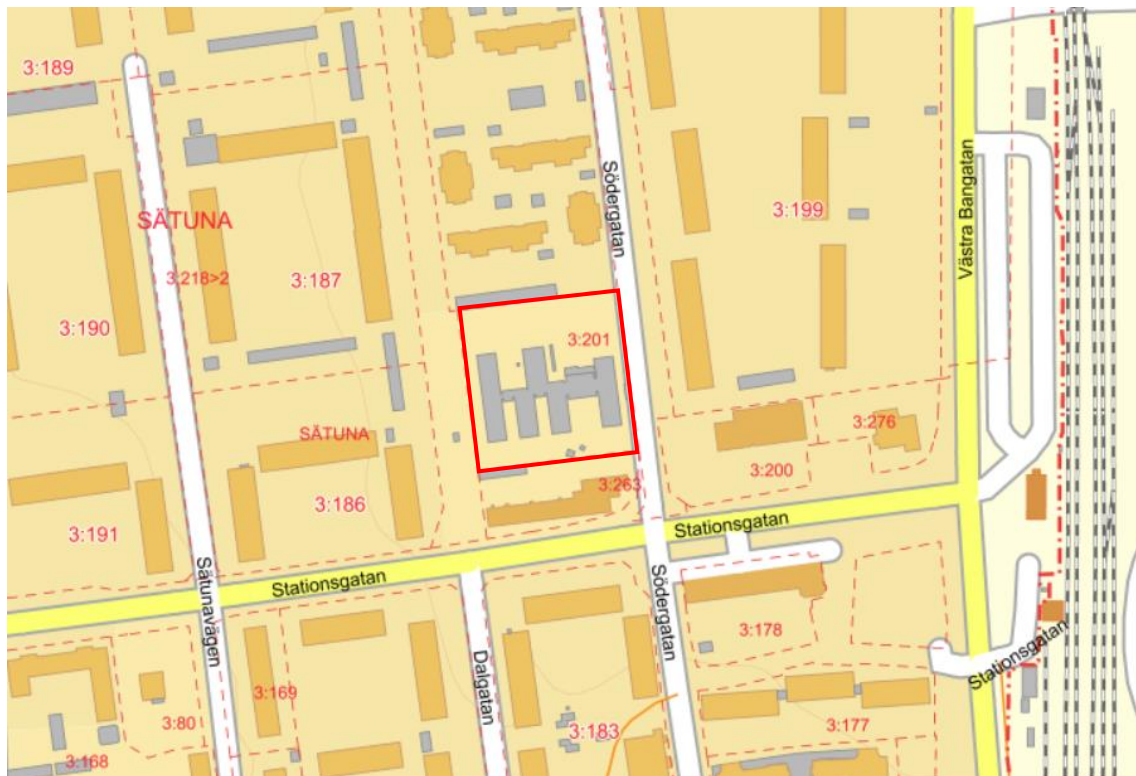 3:189
SÄTUNA
Södergatan
3:199
Västra Bangatan
3:218>2
3:187
3:190
3:201
SÄTUNA
3:276
3:263
3:200
3:186
3:191
Stationsgatan
Stationsgatan
Sätunavägen
Södergatan
Dalgatan
3:178
Stationsgatan
3:169
3:80
3:183
3:177
3:168